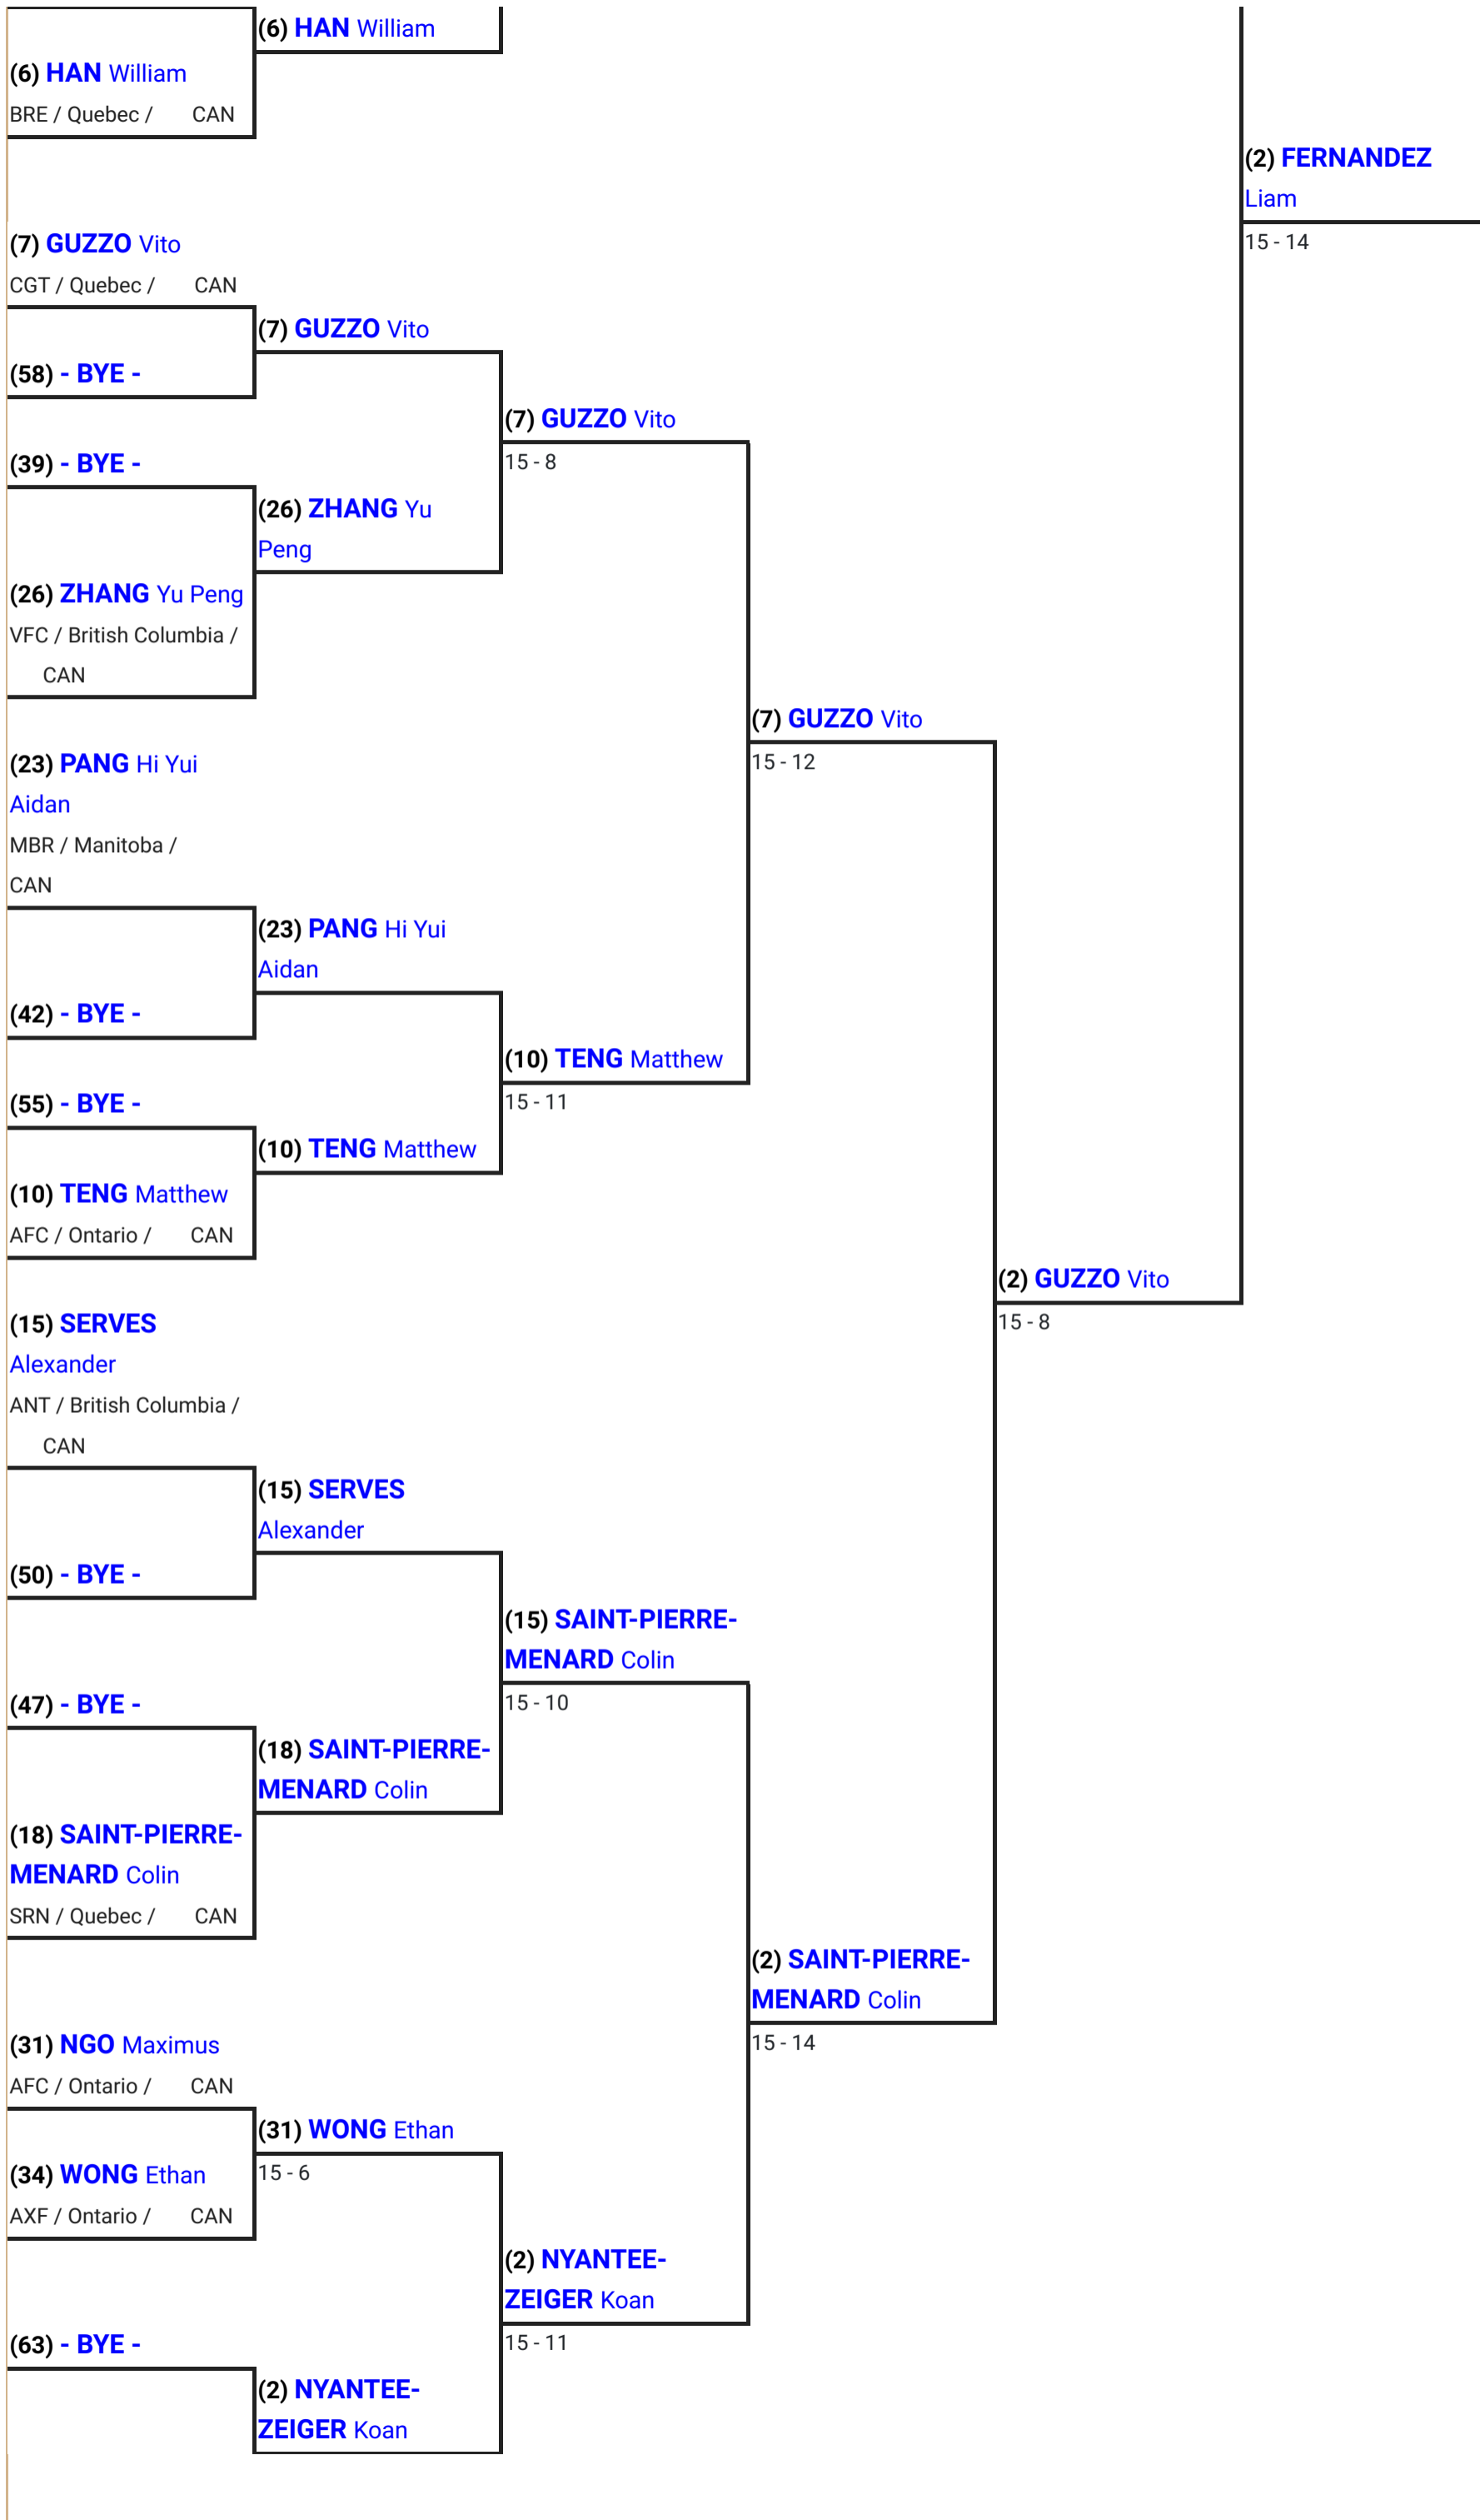 (6) HAN William
(6) HAN William
BRE / Quebec / CAN
(2) FERNANDEZ
Liam
15 - 14
(7) GUZZO Vito
CGT / Quebec / CAN
(7) GUZZO Vito
(58) - BYE -
(7) GUZZO Vito
15 - 8
(39) - BYE -
(26) ZHANG Yu
Peng
(26) ZHANG Yu Peng
VFC / British Columbia /
CAN
(7) GUZZO Vito
15 - 12
(23) PANG Hi Yui
Aidan
MBR / Manitoba /
CAN
(23) PANG Hi Yui
Aidan
(42) - BYE -
(10) TENG Matthew
15 - 11
(55) - BYE -
(10) TENG Matthew
(10) TENG Matthew
AFC / Ontario / CAN
(2) GUZZO Vito
15 - 8
(15) SERVES
Alexander
ANT / British Columbia /
CAN
(15) SERVES
Alexander
(50) - BYE -
(15) SAINT-PIERRE-
MENARD Colin
15 - 10
(47) - BYE -
(18) SAINT-PIERRE-
MENARD Colin
(18) SAINT-PIERRE-
MENARD Colin
SRN / Quebec / CAN
(2) SAINT-PIERRE-
MENARD Colin
15 - 14
(31) NGO Maximus
AFC / Ontario / CAN
(31) WONG Ethan
15 - 6
(34) WONG Ethan
AXF / Ontario / CAN
(2) NYANTEE-
ZEIGER Koan
15 - 11
(63) - BYE -
(2) NYANTEE-
ZEIGER Koan